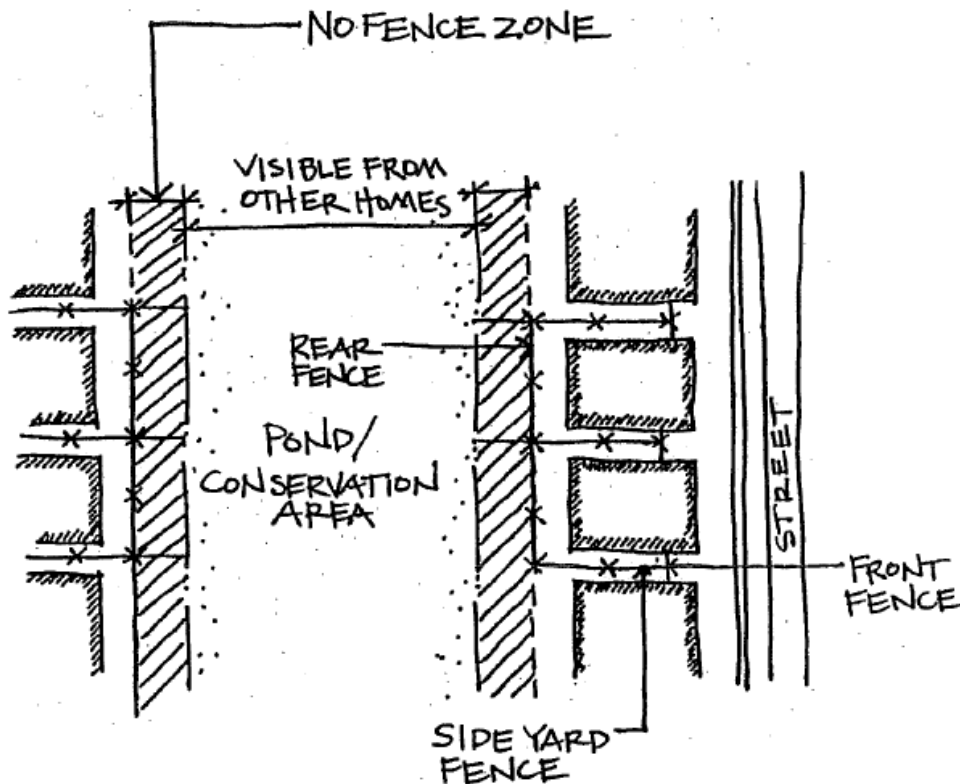 NO FENCE ZONE
VISIBLE FROM
OTHER HOMES
REAR
FENCE
POND/
CONSERVATION
AREA
STREET
FRONT
FENCE
SIDE YARD
FENCE